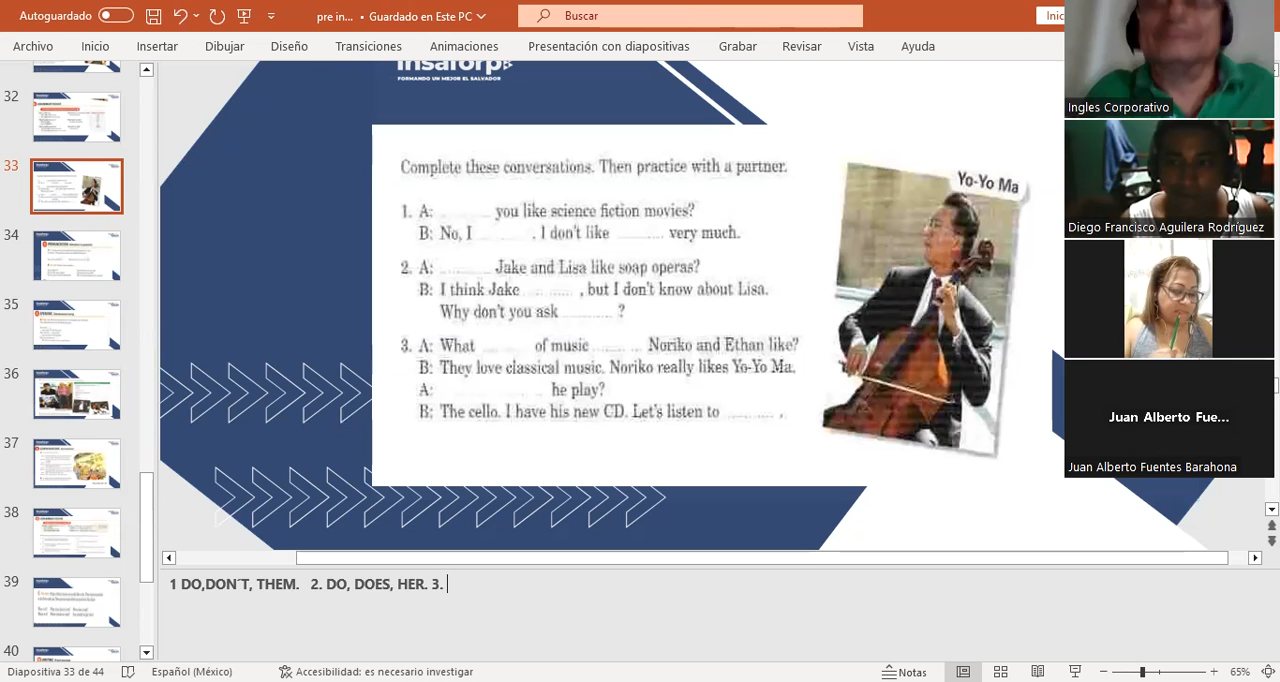 Autoguardado
pre in... • Guardado en Este PC
Buscar
Inic
Archivo Inicio Insertar Dibujar Diseño Transiciones Animaciones Presentación con diapositivas Grabar Revisar Vista Ayuda
32
33
34
35
36
37
38
39
40
insaforp
FORMANDO UN MEJOR EL SALVADOR
Complete these conversations. Then practice with a partner.
1. A: ........ you like science fiction movies?
B: No, I ........ . I don't like ........ very much.
2. A: ........ Jake and Lisa like soap operas?
B: I think Jake ........ , but I don't know about Lisa.
Why don't you ask ........ ?
3. A: What ........ of music ........ Noriko and Ethan like?
B: They love classical music. Noriko really likes Yo-Yo Ma.
A: ........ he play?
B: The cello. I have his new CD. Let's listen to ........ .
Yo-Yo Ma
Ingles Corporativo
Diego Francisco Aguilera Rodríguez
Juan Alberto Fue...
Juan Alberto Fuentes Barahona
1 DO,DON´T, THEM. 2. DO, DOES, HER. 3.
Diapositiva 33 de 44
Español (México)
Accesibilidad: es necesario investigar
Notas
65%